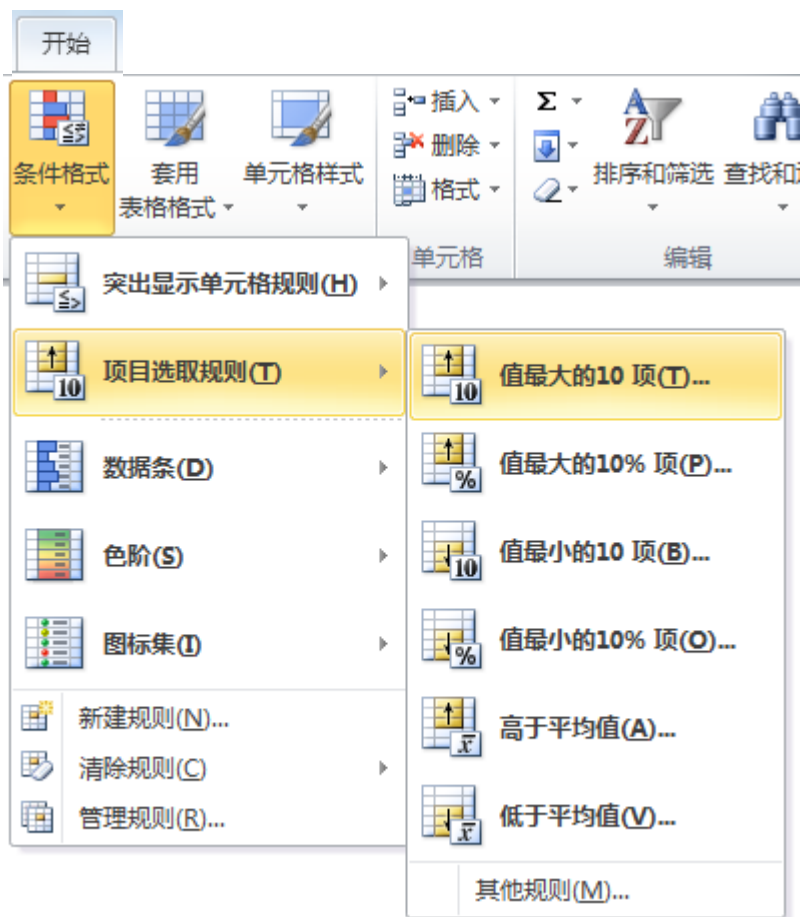 开始
插入
Σ
删除
条件格式
套用
表格格式
单元格样式
格式
排序和筛选
查找和
单元格
编辑
突出显示单元格规则(H)
项目选取规则(T)
数据条(D)
色阶(S)
图标集(I)
新建规则(N)...
清除规则(C)
管理规则(R)...
值最大的10 项(T)...
值最大的10% 项(P)...
值最小的10 项(B)...
值最小的10% 项(O)...
高于平均值(A)...
低于平均值(V)...
其他规则(M)...